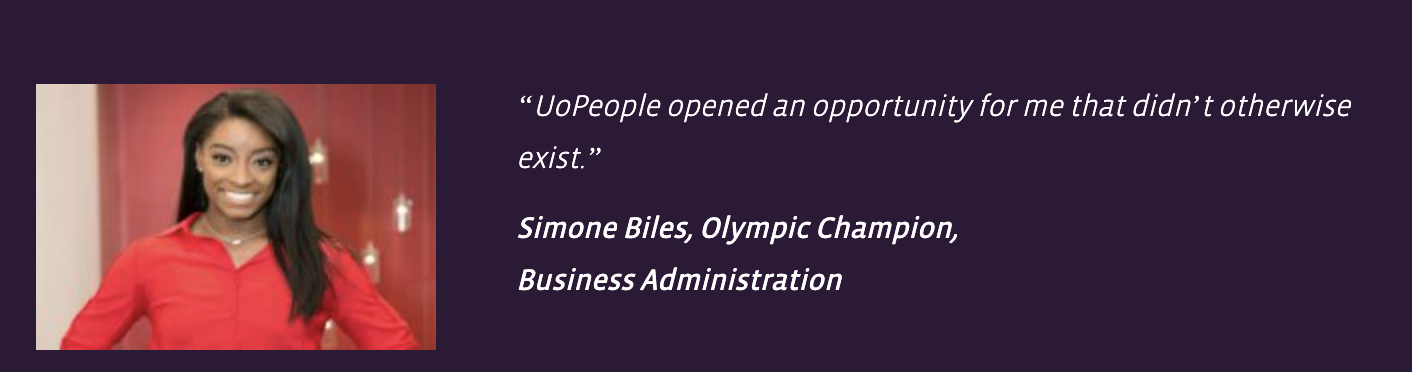 “UoPeople opened an opportunity for me that didn’t otherwise
exist.”
Simone Biles, Olympic Champion,
Business Administration